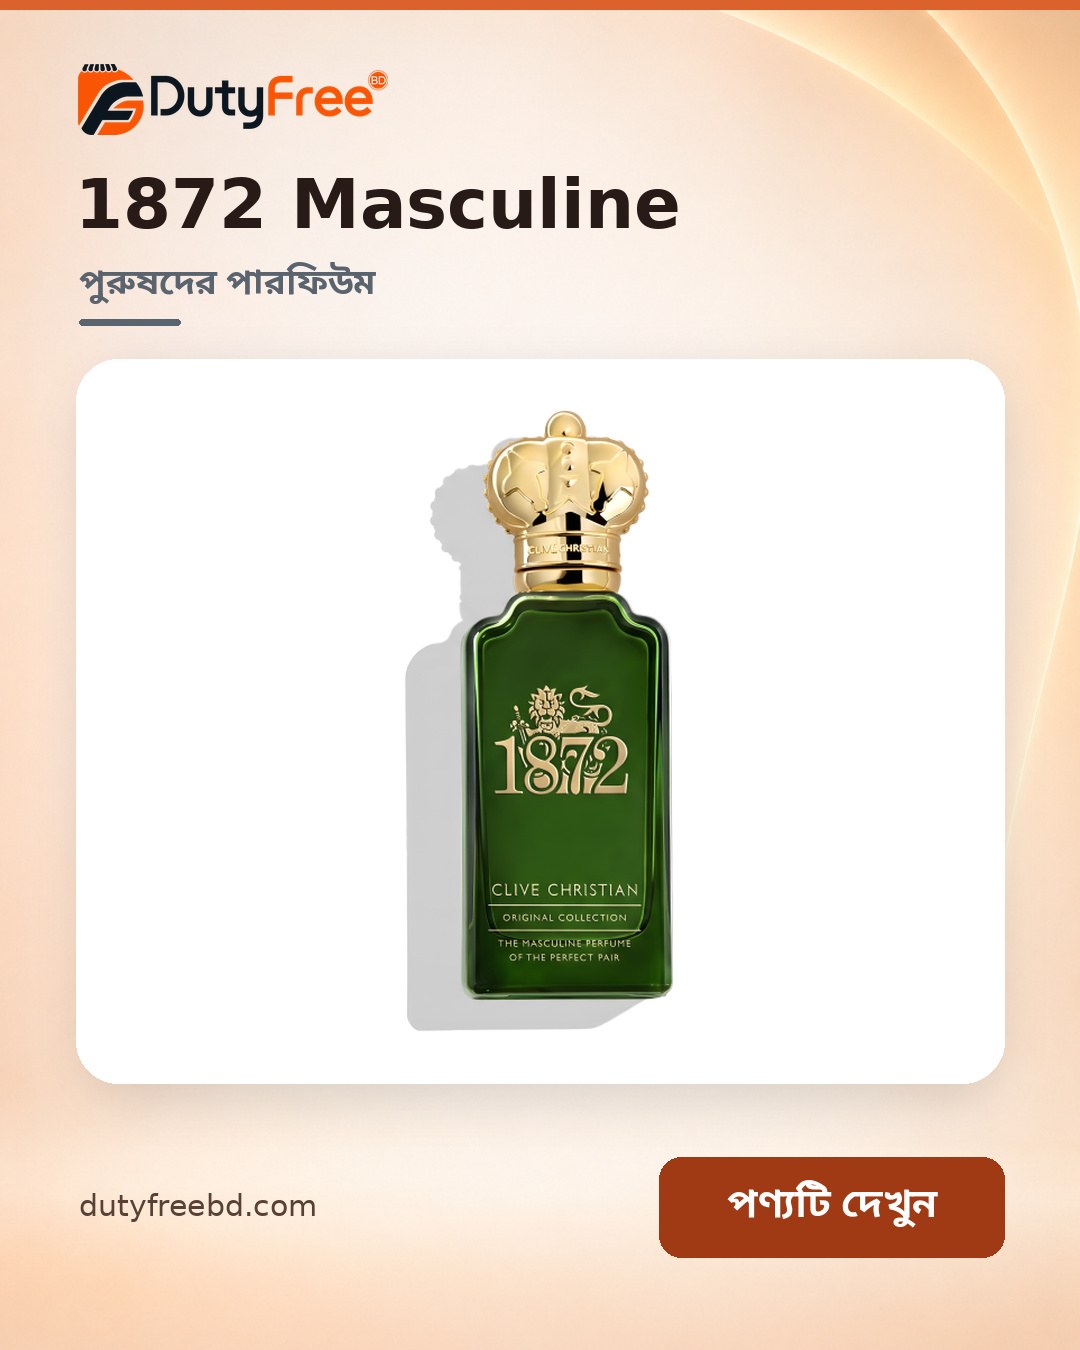 DutyFree BD
1872 Masculine
পুরুষদের পারফিউম
CLIVE CHRISTIAN
1872
CLIVE CHRISTIAN
ORIGINAL COLLECTION
THE MASCULINE PERFUME
OF THE PERFECT PAIR
dutyfreebd.com
পণ্যটি দেখুন